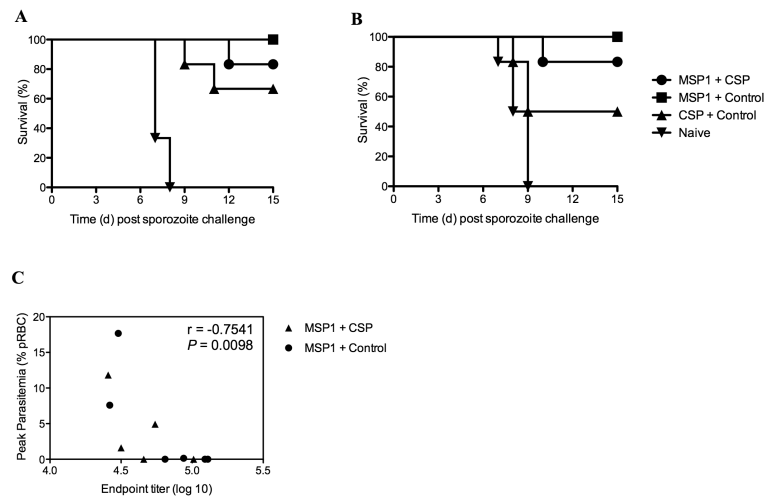 A
100
80
60
40
20
0
Survival (%)
0 3 6 9 12 15
Time (d) post sporozoite challenge
B
100
80
60
40
20
0
Survival (%)
0 3 6 9 12 15
Time (d) post sporozoite challenge
MSP1 + CSP
MSP1 + Control
CSP + Control
Naive
C
20
15
10
5
0
Peak Parasitemia (% pRBC)
4.0 4.5 5.0 5.5
Endpoint titer (log 10)
r = -0.7541
P = 0.0098
MSP1 + CSP
MSP1 + Control